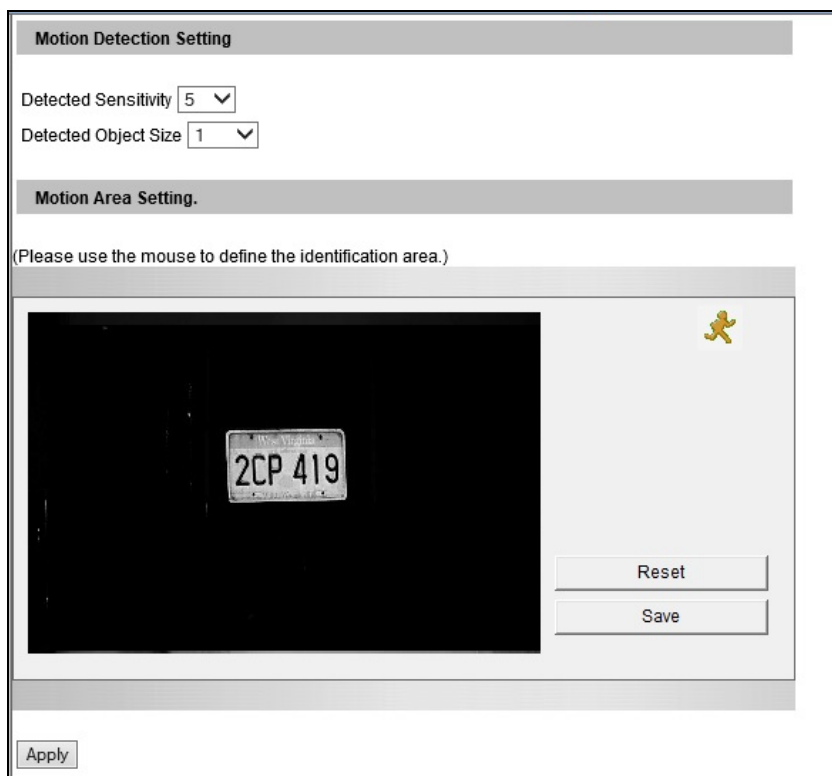 Motion Detection Setting
Detected Sensitivity 5
Detected Object Size 1
Motion Area Setting.
(Please use the mouse to define the identification area.)
West Virginia
2CP 419
Reset
Save
Apply